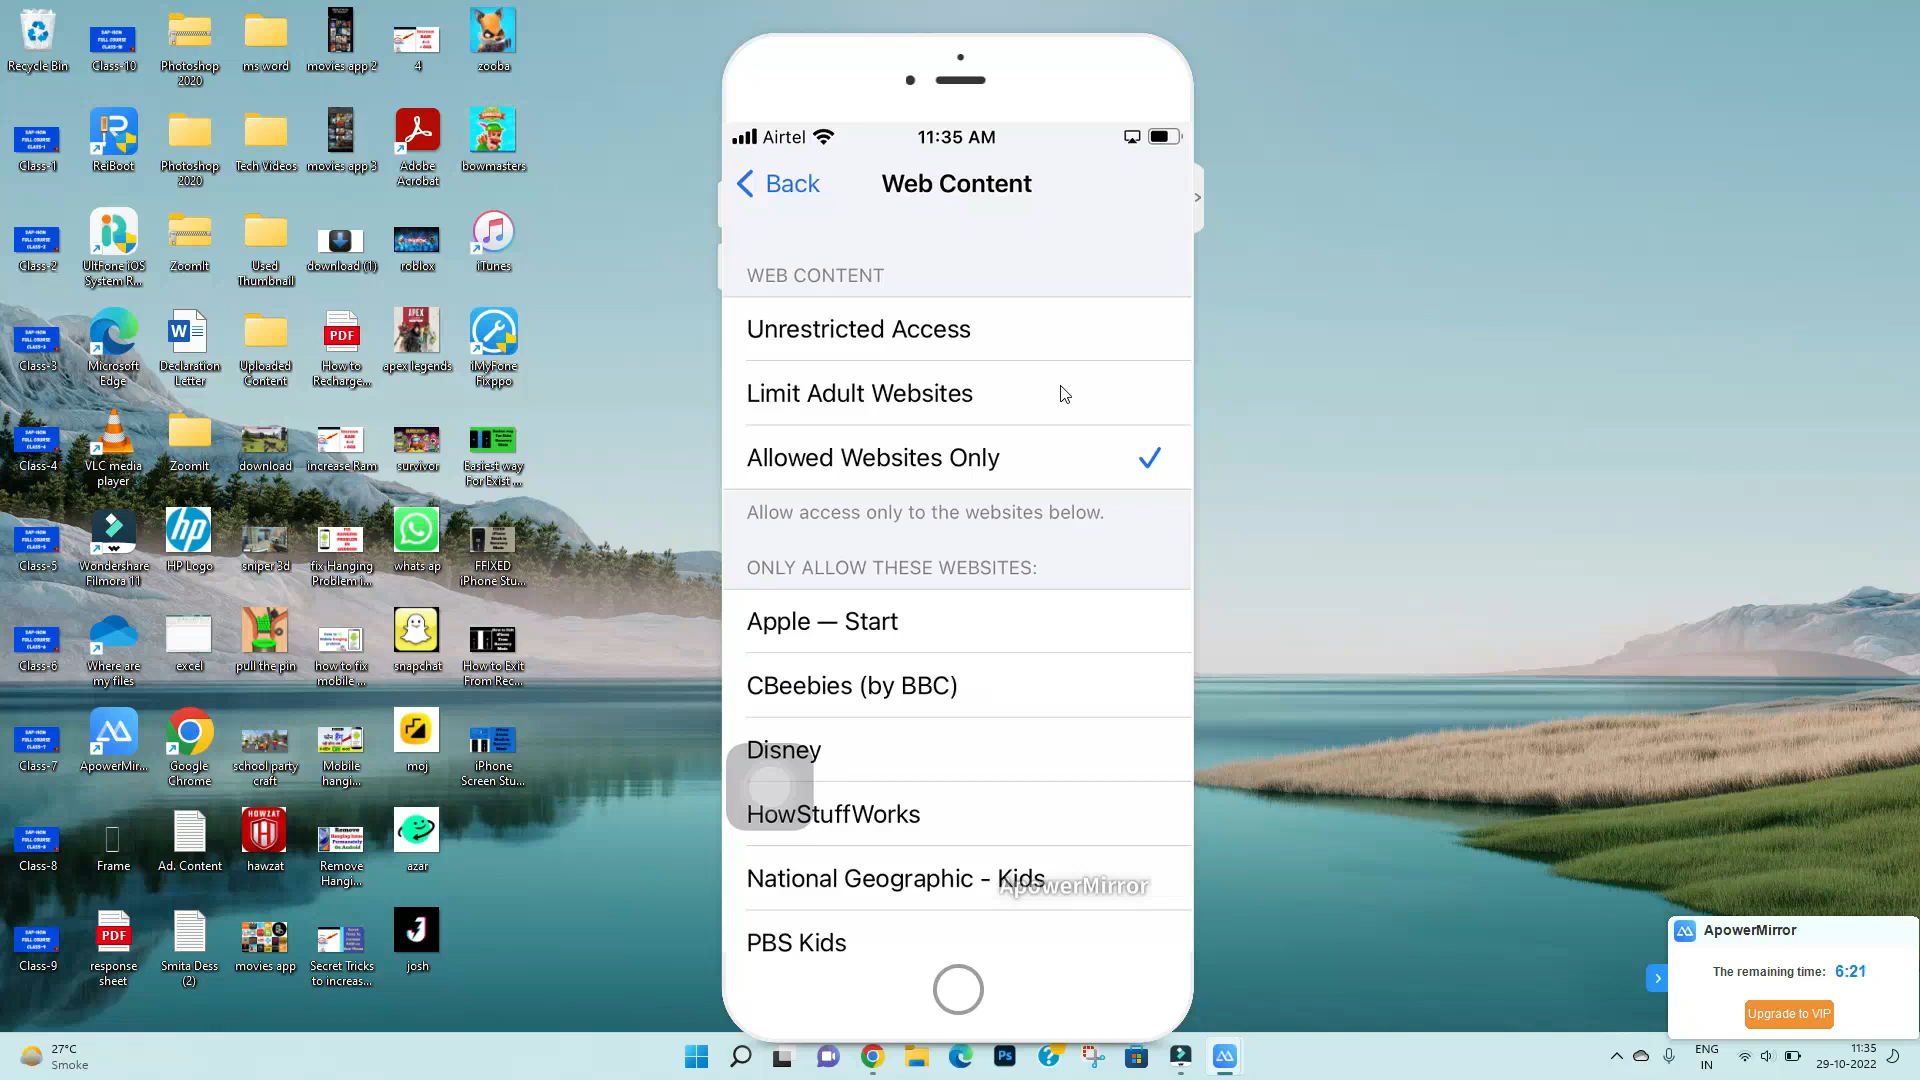 Recycle Bin
Class-10
Photoshop
2020
ms word
movies app 2
4
zooba
Class-1
ReiBoot
Photoshop
2020
Tech Videos
movies app 3
Adobe
Acrobat
bowmasters
Class-2
UltFone iOS
System R...
ZoomIt
Used
Thumbnail
download (1)
roblox
iTunes
Class-3
Microsoft
Edge
Declaration
Letter
Uploaded
Content
PDF
How to
Recharge...
apex legends
iMyFone
Fixppo
Class-4
VLC media
player
ZoomIt
download
increase Ram
survivor
Easiest way
For Exist ...
Class-5
Wondershare
Filmora 11
HP Logo
sniper 3d
fix Hanging
Problem i...
whats ap
FFIXED
iPhone Stu...
Class-6
Where are
my files
excel
pull the pin
how to fix
mobile ...
snapchat
How to Exit
From Rec...
Class-7
ApowerMir...
Google
Chrome
school party
craft
Mobile
hangi...
moj
iPhone
Screen Stu...
Class-8
Frame
Ad. Content
HOWZAT
hawzat
Remove
Hangi...
azar
Class-9
PDF
response
sheet
Smita Dess
(2)
movies app
Secret Tricks
to increas...
josh
Airtel
11:35 AM
Back
Web Content
WEB CONTENT
Unrestricted Access
Limit Adult Websites
Allowed Websites Only
Allow access only to the websites below.
ONLY ALLOW THESE WEBSITES:
Apple — Start
CBeebies (by BBC)
Disney
HowStuffWorks
National Geographic - Kids
ApowerMirror
PBS Kids
ApowerMirror
The remaining time: 6:21
Upgrade to VIP
27°C
Smoke
Ps
ENG
IN
11:35
29-10-2022